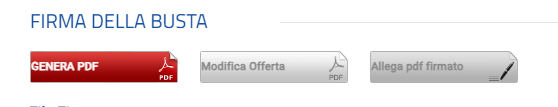 FIRMA DELLA BUSTA
GENERA PDF
PDF
Modifica Offerta
PDF
Allega pdf firmato